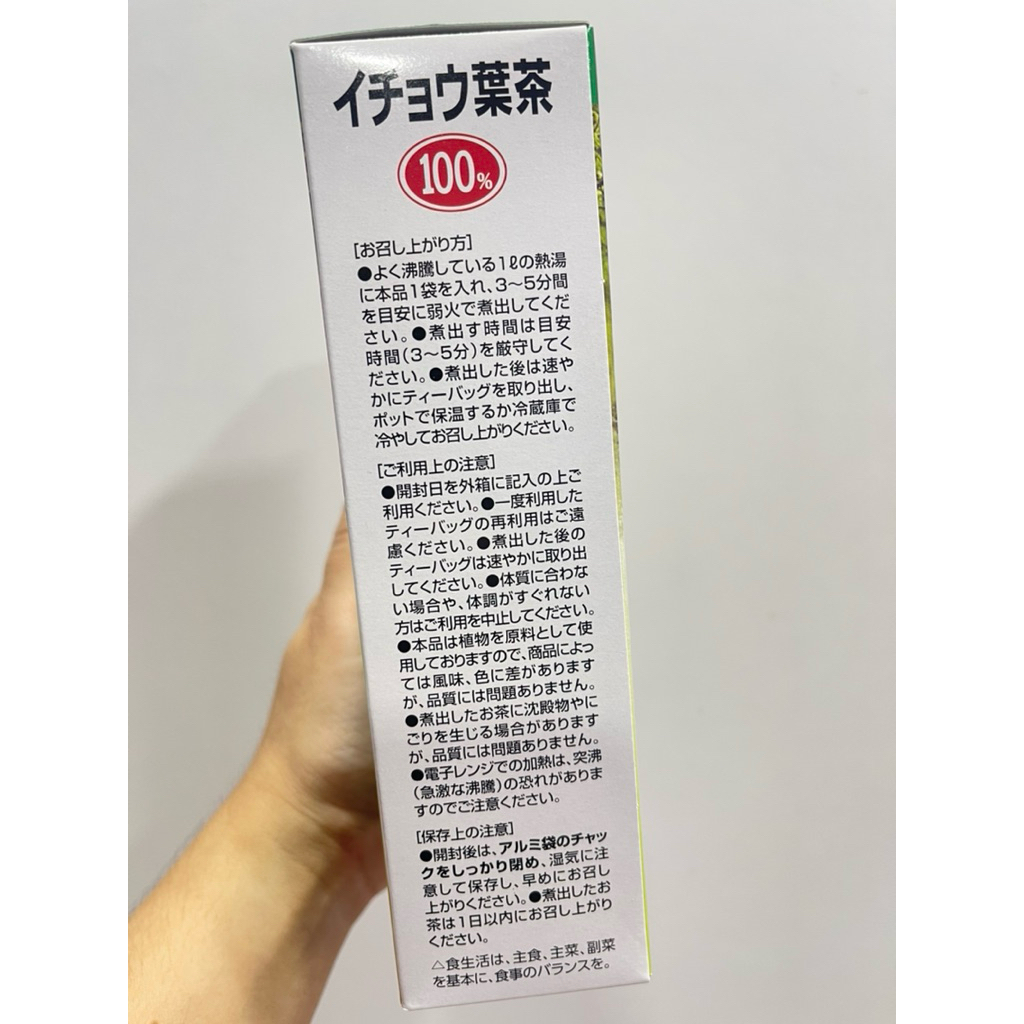 イチョウ葉茶
100%
[お召し上がり方]
●よく沸騰している1ℓの熱湯
に本品1袋を入れ、3～5分間
を目安に弱火で煮出してくだ
さい。●煮出す時間は目安
時間(3～5分)を厳守してく
ださい。●煮出した後は速や
かにティーバッグを取り出し、
ポットで保温するか冷蔵庫で
冷やしてお召し上がりください。
[ご利用上の注意]
●開封日を外箱に記入の上ご
利用ください。●一度利用した
ティーバッグの再利用はご遠
慮ください。●煮出した後の
ティーバッグは速やかに取り出
してください。●体質に合わな
い場合や、体調がすぐれない
方はご利用を中止してください。
●本品は植物を原料として使
用しておりますので、商品によっ
ては風味、色に差があります
が、品質には問題ありません。
●煮出したお茶に沈殿物やに
ごりを生じる場合があります
が、品質には問題ありません。
●電子レンジでの加熱は、突沸
(急激な沸騰)の恐れがありま
すのでご注意ください。
[保存上の注意]
●開封後は、アルミ袋のチャッ
クをしっかり閉め、湿気に注
意して保存し、早めにお召し
上がりください。●煮出したお
茶は1日以内にお召し上がり
ください。
△食生活は、主食、主菜、副菜
を基本に、食事のバランスを。